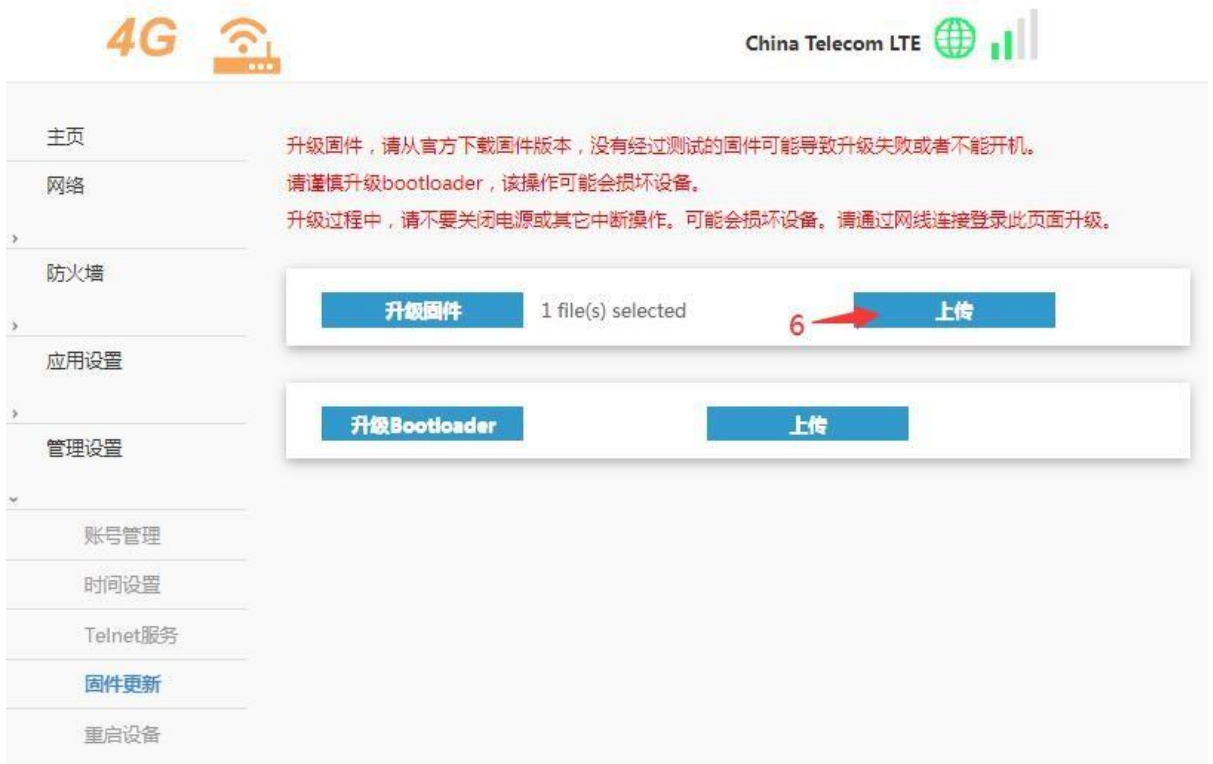 4G
China Telecom LTE
主页
网络
防火墙
应用设置
管理设置
账号管理
时间设置
Telnet服务
固件更新
重启设备
升级固件，请从官方下载固件版本，没有经过测试的固件可能导致升级失败或者不能开机。
请谨慎升级bootloader，该操作可能会损坏设备。
升级过程中，请不要关闭电源或其它中断操作。可能会损坏设备。请通过网线连接登录此页面升级。
升级固件 1 file(s) selected 6 上传
升级Bootloader 上传